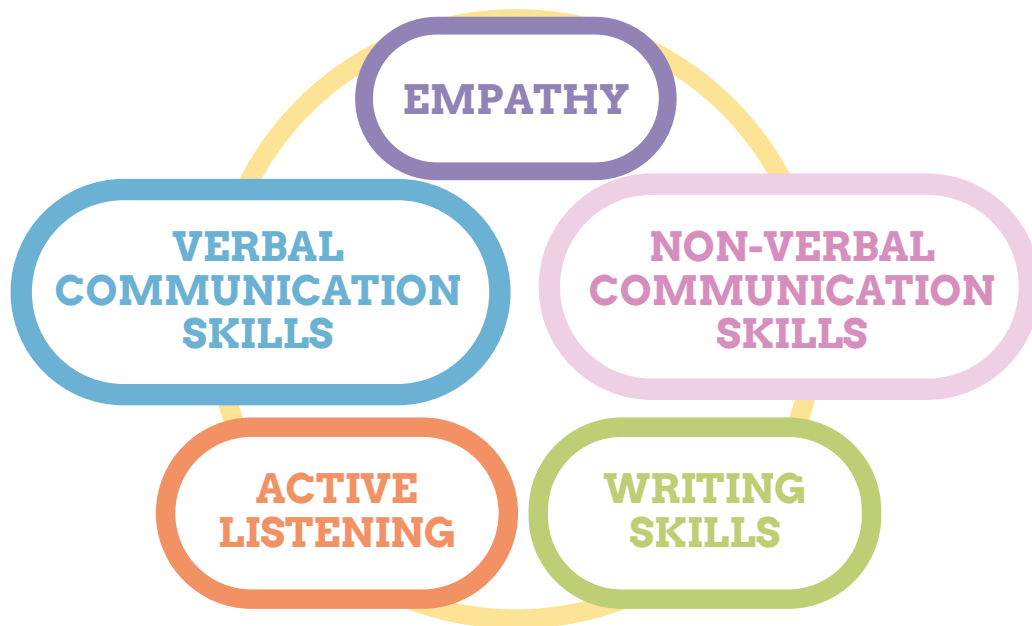 EMPATHY
VERBAL
COMMUNICATION
SKILLS
NON-VERBAL
COMMUNICATION
SKILLS
ACTIVE
LISTENING
WRITING
SKILLS